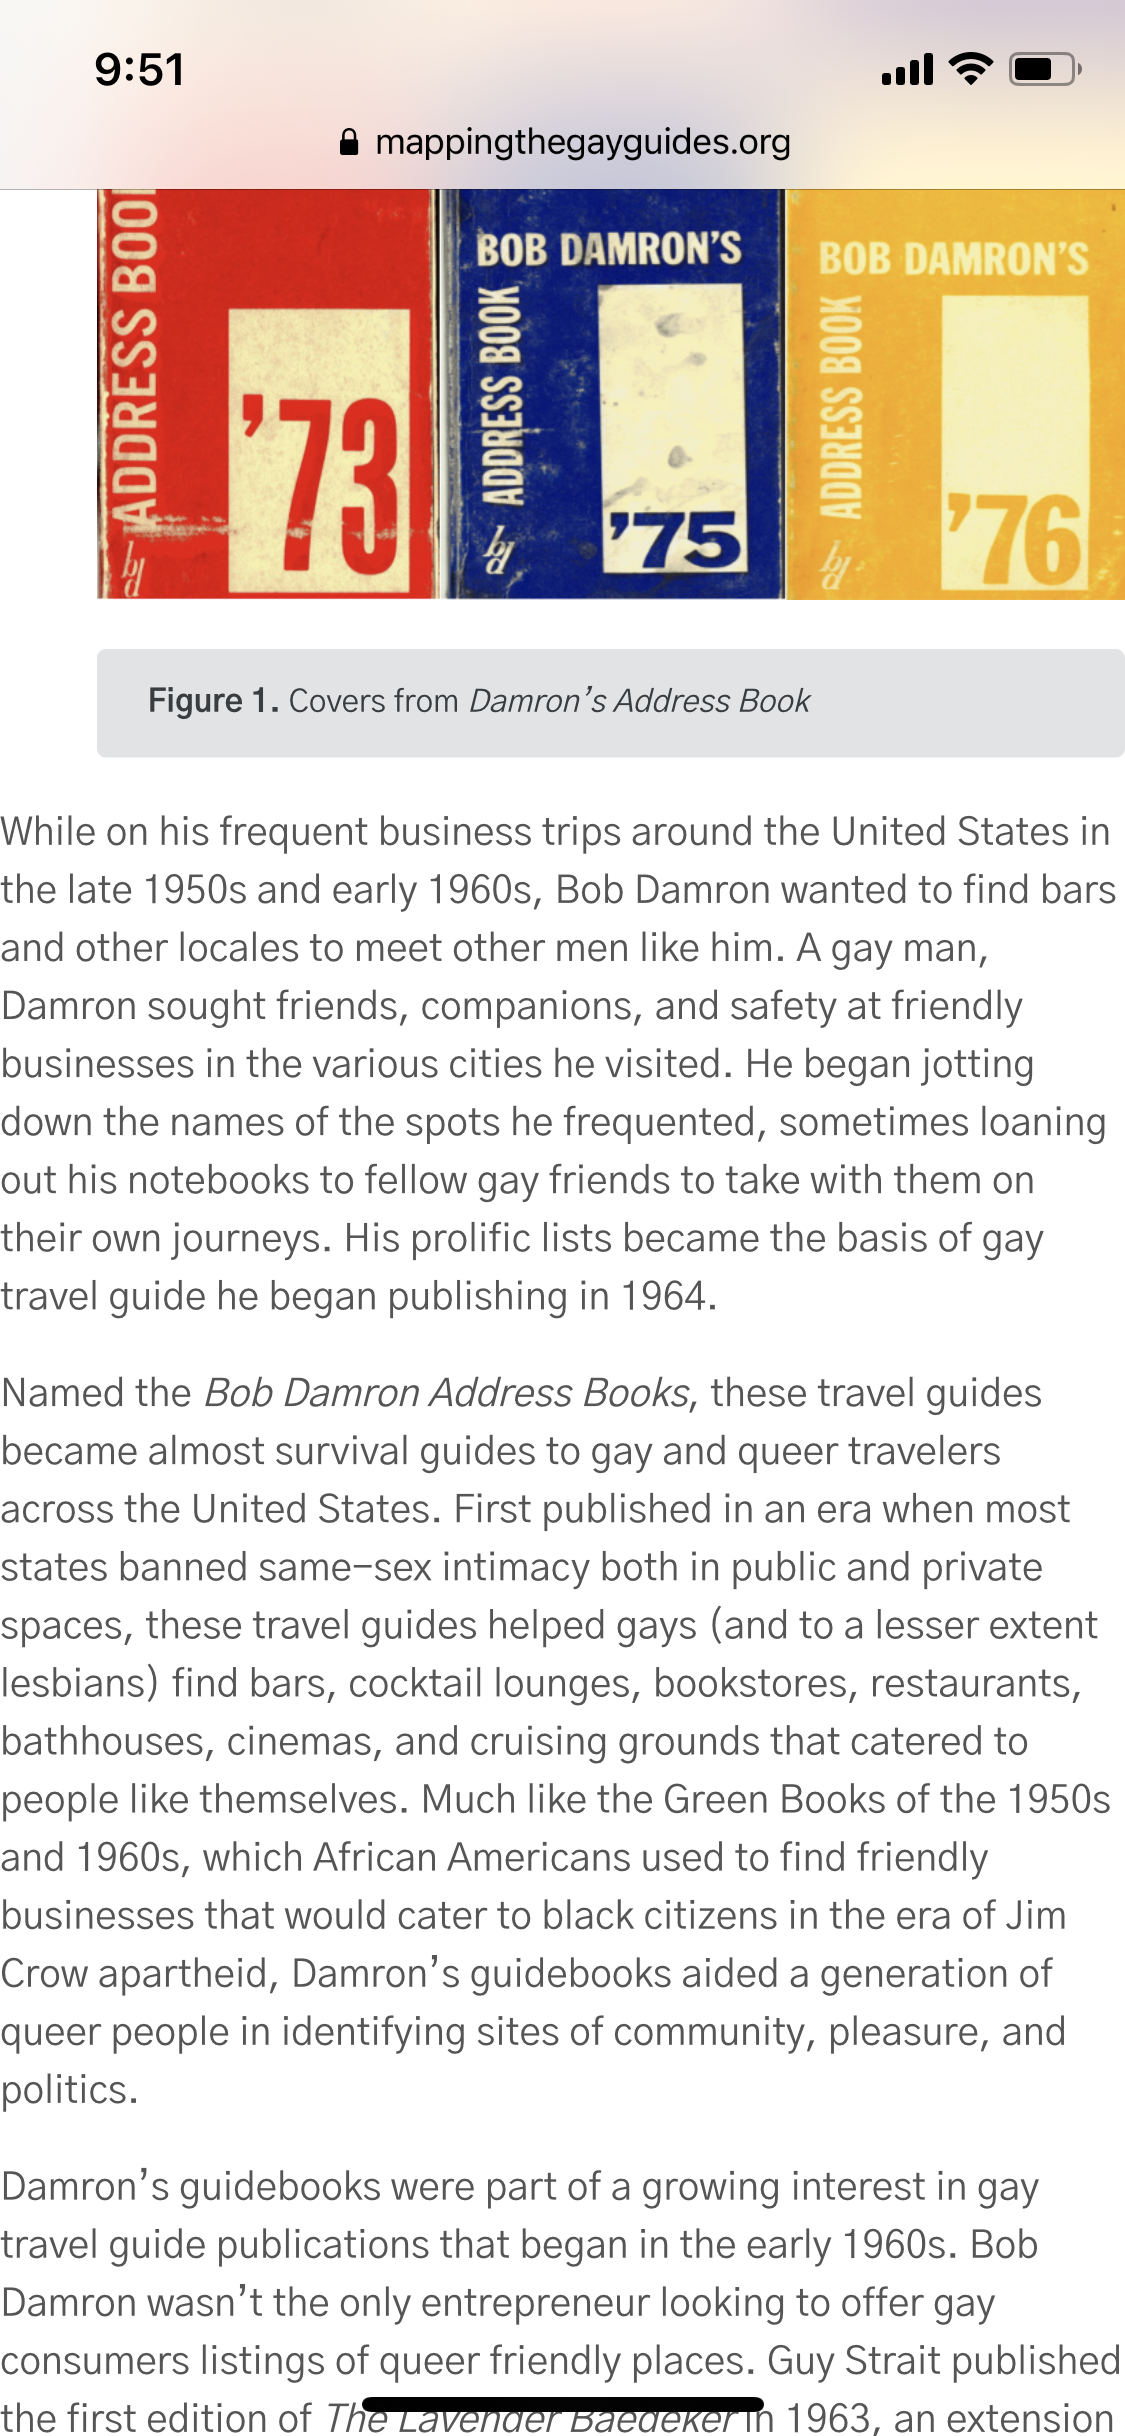 9:51
mappingthegayguides.org
ADDRESS
'73
bd
BOB DAMRON'S
ADDRESS BOOK
'75
bd
BOB DAMRON'S
ADDRESS BOOK
'76
bd
Figure 1. Covers from Damron's Address Book
While on his frequent business trips around the United States in
the late 1950s and early 1960s, Bob Damron wanted to find bars
and other locales to meet other men like him. A gay man,
Damron sought friends, companions, and safety at friendly
businesses in the various cities he visited. He began jotting
down the names of the spots he frequented, sometimes loaning
out his notebooks to fellow gay friends to take with them on
their own journeys. His prolific lists became the basis of gay
travel guide he began publishing in 1964.
Named the Bob Damron Address Books, these travel guides
became almost survival guides to gay and queer travelers
across the United States. First published in an era when most
states banned same-sex intimacy both in public and private
spaces, these travel guides helped gays (and to a lesser extent
lesbians) find bars, cocktail lounges, bookstores, restaurants,
bathhouses, cinemas, and cruising grounds that catered to
people like themselves. Much like the Green Books of the 1950s
and 1960s, which African Americans used to find friendly
businesses that would cater to black citizens in the era of Jim
Crow apartheid, Damron's guidebooks aided a generation of
queer people in identifying sites of community, pleasure, and
politics.
Damron's guidebooks were part of a growing interest in gay
travel guide publications that began in the early 1960s. Bob
Damron wasn't the only entrepreneur looking to offer gay
consumers listings of queer friendly places. Guy Strait published
the first edition of The Lavender Baedeker in 1963, an extension